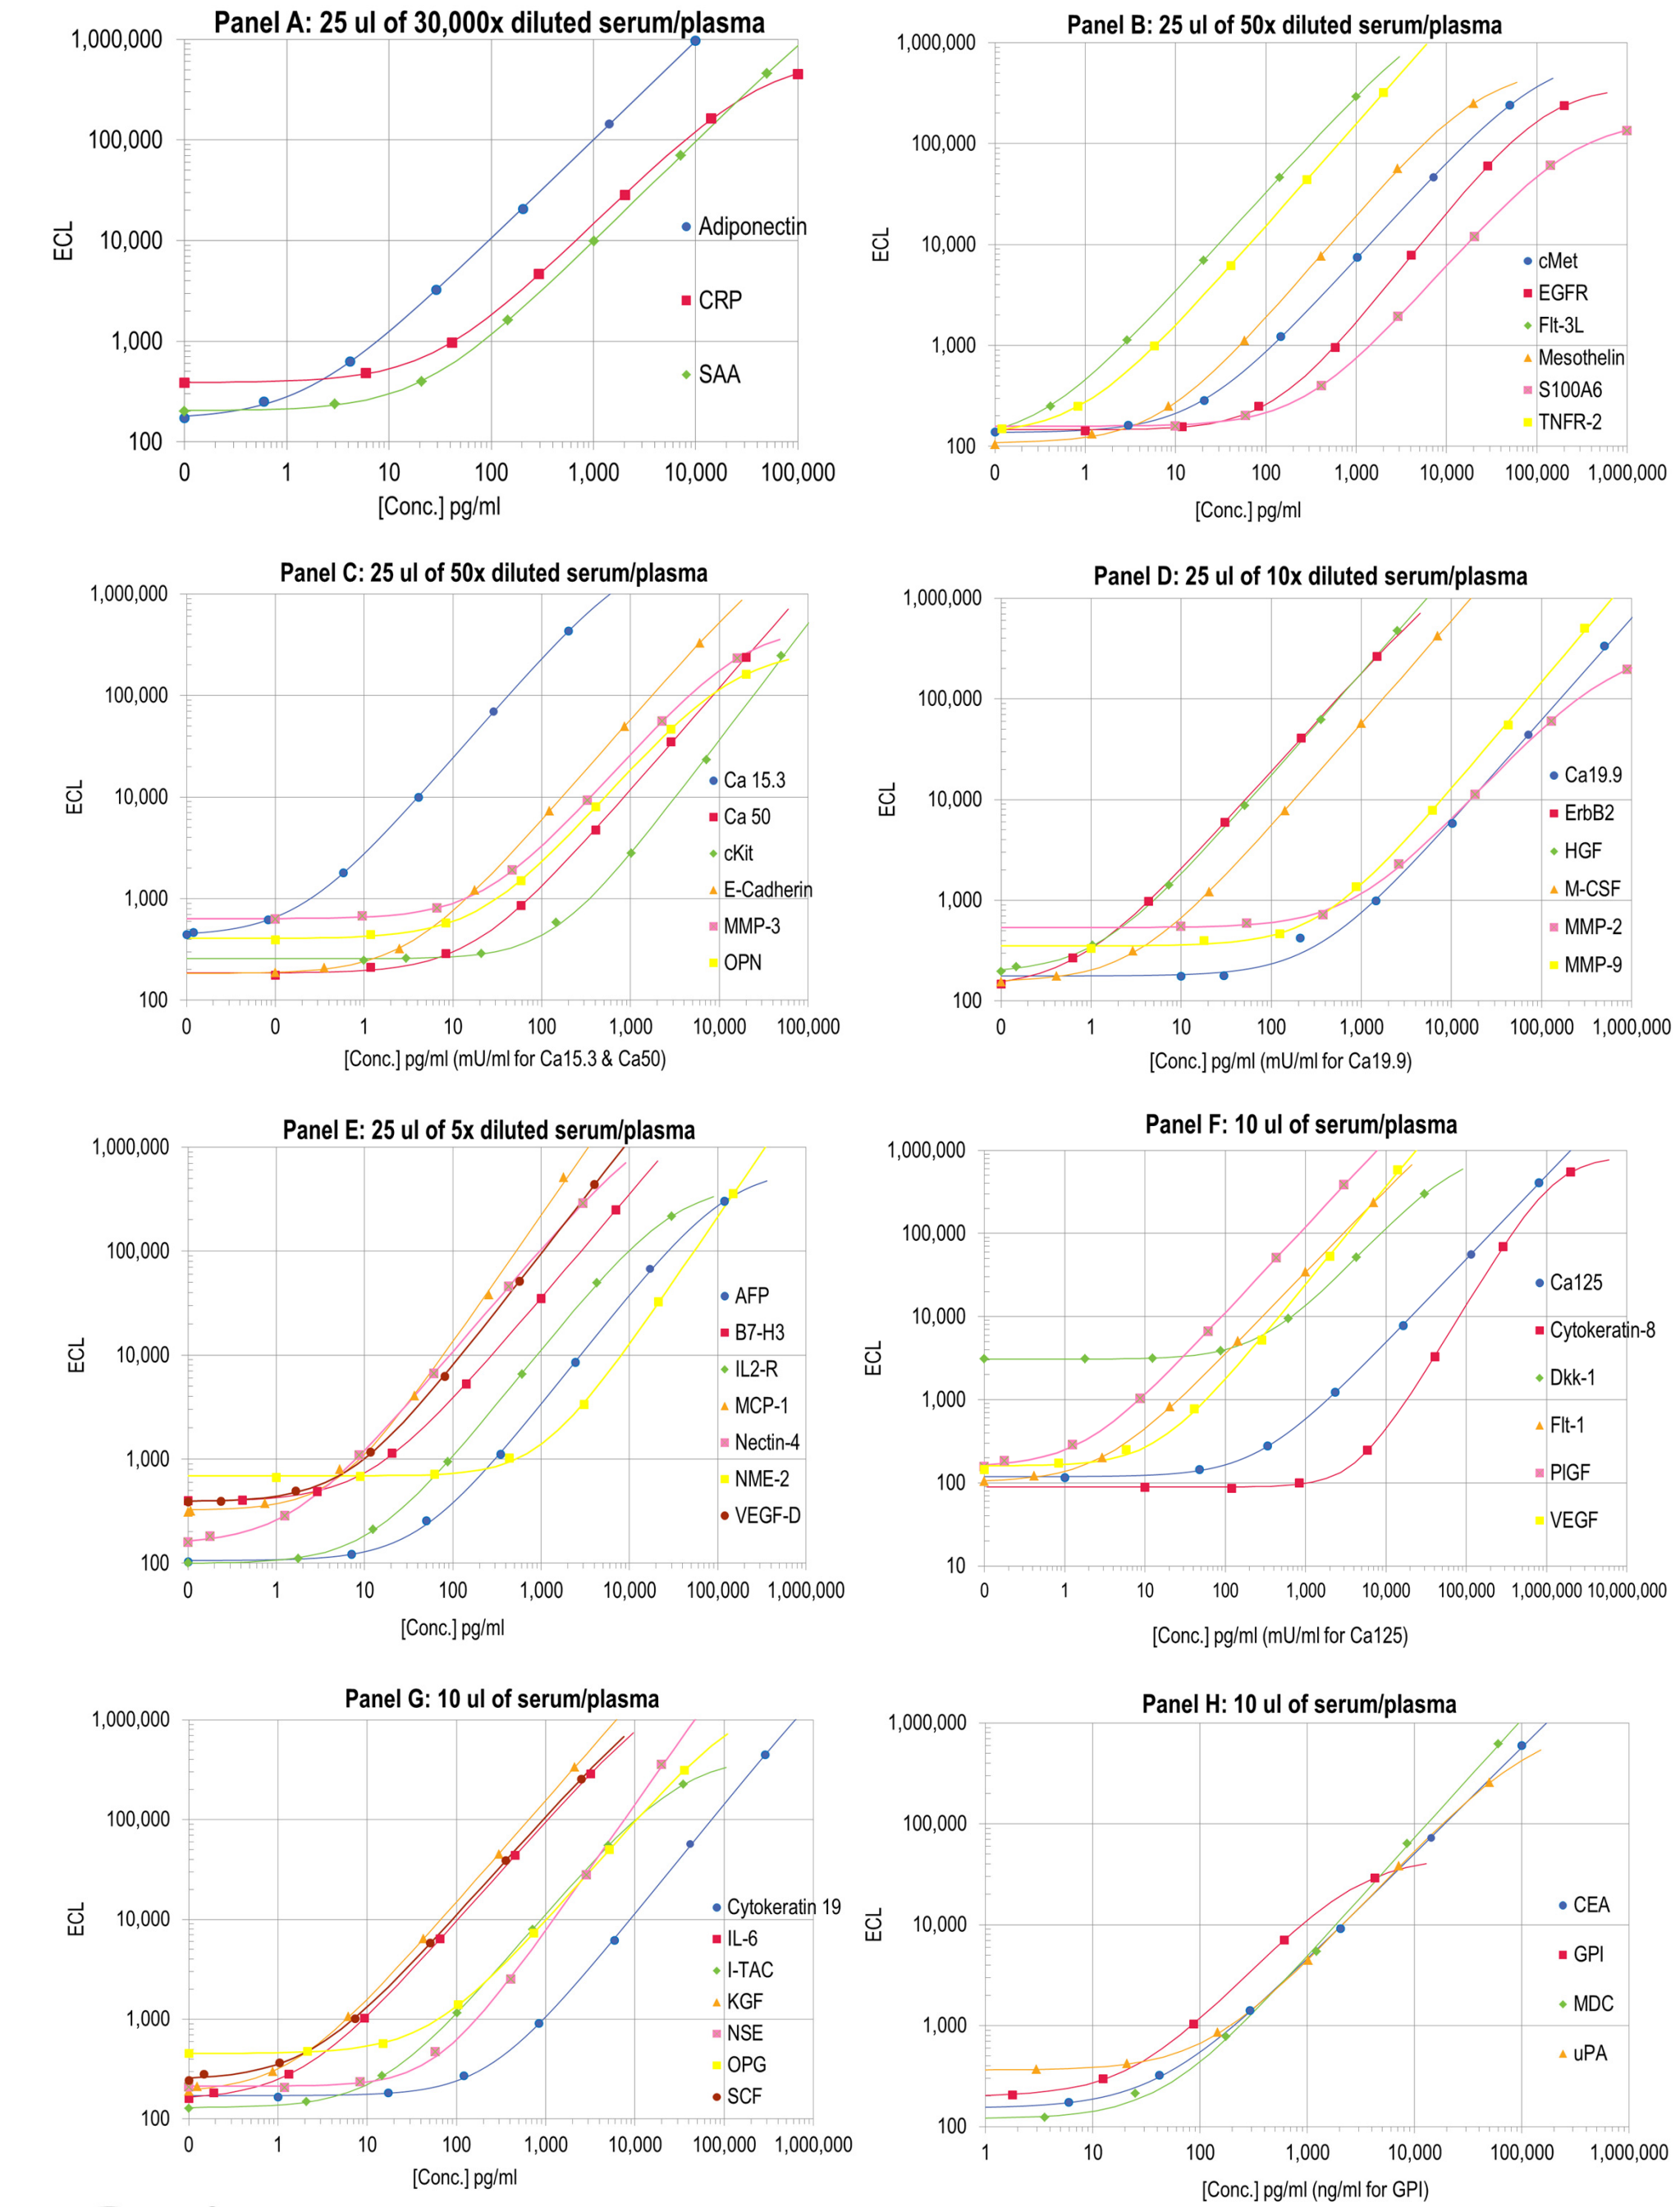 Panel A: 25 ul of 30,000x diluted serum/plasma
1,000,000
100,000
10,000
1,000
100
ECL
Adiponectin
CRP
SAA
0 1 10 100 1,000 10,000 100,000
[Conc.] pg/ml
Panel B: 25 ul of 50x diluted serum/plasma
1,000,000
100,000
10,000
1,000
100
ECL
cMet
EGFR
Flt-3L
Mesothelin
S100A6
TNFR-2
0 1 10 100 1,000 10,000 100,000 1,000,000
[Conc.] pg/ml
Panel C: 25 ul of 50x diluted serum/plasma
1,000,000
100,000
10,000
1,000
100
ECL
Ca 15.3
Ca 50
cKit
E-Cadherin
MMP-3
OPN
0 0 1 10 100 1,000 10,000 100,000
[Conc.] pg/ml (mU/ml for Ca15.3 & Ca50)
Panel D: 25 ul of 10x diluted serum/plasma
1,000,000
100,000
10,000
1,000
100
ECL
Ca19.9
ErbB2
HGF
M-CSF
MMP-2
MMP-9
0 1 10 100 1,000 10,000 100,000 1,000,000
[Conc.] pg/ml (mU/ml for Ca19.9)
Panel E: 25 ul of 5x diluted serum/plasma
1,000,000
100,000
10,000
1,000
100
ECL
AFP
B7-H3
IL2-R
MCP-1
Nectin-4
NME-2
VEGF-D
0 1 10 100 1,000 10,000 100,000 1,000,000
[Conc.] pg/ml
Panel F: 10 ul of serum/plasma
1,000,000
100,000
10,000
1,000
100
10
ECL
Ca125
Cytokeratin-8
Dkk-1
Flt-1
PlGF
VEGF
0 1 10 100 1,000 10,000 100,000 1,000,000 1,000,000
[Conc.] pg/ml (mU/ml for Ca125)
Panel G: 10 ul of serum/plasma
1,000,000
100,000
10,000
1,000
100
ECL
Cytokeratin 19
IL-6
I-TAC
KGF
NSE
OPG
SCF
0 1 10 100 1,000 10,000 100,000 1,000,000
[Conc.] pg/ml
Panel H: 10 ul of serum/plasma
1,000,000
100,000
10,000
1,000
100
ECL
CEA
GPI
MDC
uPA
1 10 100 1,000 10,000 100,000 1,000,000
[Conc.] pg/ml (ng/ml for GPI)